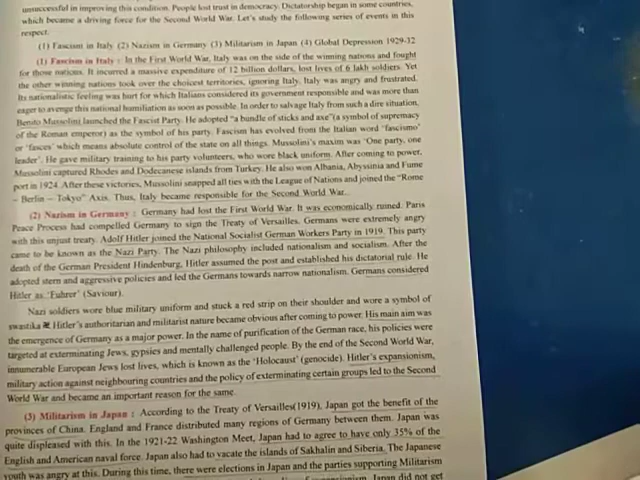 unsuccessful in improving this condition. People lost trust in democracy. Dictatorship began in some countries,
which became a driving force for the Second World War. Let's study the following series of events in this
respect.
(1) Fascism in Italy (2) Nazism in Germany (3) Militarism in Japan (4) Global Depression 1929-32
(1) Fascism in Italy : In the First World War, Italy was on the side of the winning nations and fought
for those nations. It incurred a massive expenditure of 12 billion dollars, lost lives of 6 lakh soldiers. Yet
the other winning nations took over the choicest territories, ignoring Italy. Italy was angry and frustrated.
Its nationalistic feeling was hurt for which Italians considered its government responsible and was more than
eager to avenge this national humiliation as soon as possible. In order to salvage Italy from such a dire situation,
Benito Mussolini launched the Fascist Party. He adopted "a bundle of sticks and axe"(a symbol of supremacy
of the Roman emperor) as the symbol of his party. Fascism has evolved from the Italian word 'fascismo'
or 'fasces' which means absolute control of the state on all things. Mussolini's maxim was 'One party, one
leader'. He gave military training to his party volunteers, who wore black uniform. After coming to power,
Mussolini captured Rhodes and Dodecanese islands from Turkey. He also won Albania, Abyssinia and Fume
port in 1924. After these victories, Mussolini snapped all ties with the League of Nations and joined the "Rome
– Berlin – Tokyo" Axis. Thus, Italy became responsible for the Second World War.
(2) Nazism in Germany : Germany had lost the First World War. It was economically ruined. Paris
Peace Process had compelled Germany to sign the Treaty of Versailles. Germans were extremely angry
with this unjust treaty. Adolf Hitler joined the National Socialist German Workers Party in 1919. This party
came to be known as the Nazi Party. The Nazi philosophy included nationalism and socialism. After the
death of the German President Hindenburg, Hitler assumed the post and established his dictatorial rule. He
adopted stern and aggressive policies and led the Germans towards narrow nationalism. Germans considered
Hitler as 'Fuhrer' (Saviour).
Nazi soldiers wore blue military uniform and stuck a red strip on their shoulder and wore a symbol of
swastika 卐. Hitler's authoritarian and militarist nature became obvious after coming to power. His main aim was
the emergence of Germany as a major power. In the name of purification of the German race, his policies were
targeted at exterminating Jews, gypsies and mentally challenged people. By the end of the Second World War,
innumerable European Jews lost lives, which is known as the 'Holocaust' (genocide). Hitler's expansionism,
military action against neighbouring countries and the policy of exterminating certain groups led to the Second
World War and became an important reason for the same.
(3) Militarism in Japan : According to the Treaty of Versailles(1919), Japan got the benefit of the
provinces of China. England and France distributed many regions of Germany between them. Japan was
quite displeased with this. In the 1921-22 Washington Meet, Japan had to agree to have only 35% of the
English and American naval force. Japan also had to vacate the islands of Sakhalin and Siberia. The Japanese
youth was angry at this. During this time, there were elections in Japan and the parties supporting Militarism
Japan did not get